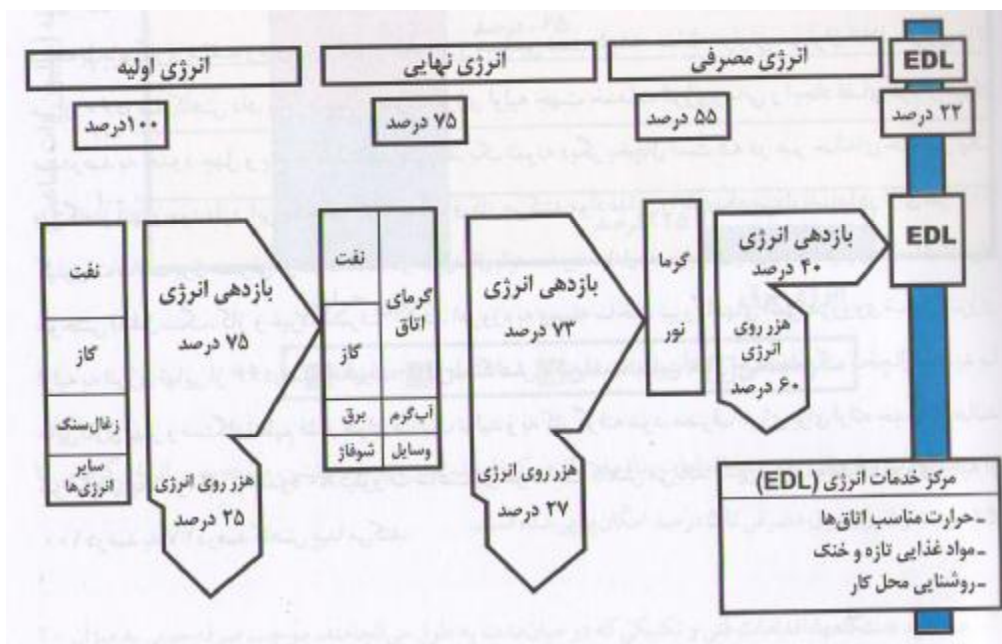 انرژی اولیه
انرژی نهایی
انرژی مصرفی
EDL
۱۰۰درصد
۷۵ درصد
۵۵ درصد
۲۲ درصد
نفت
گاز
زغال‌سنگ
سایر
انرژی‌ها
بازدهی انرژی
۷۵ درصد
هزر روی انرژی
۲۵ درصد
نفت
گاز
برق
شوفاژ
گرمای
اتاق
آب‌گرم
وسایل
بازدهی انرژی
۷۳ درصد
هزر روی انرژی
۲۷ درصد
گرما
نور
بازدهی انرژی
۴۰ درصد
هزر روی
انرژی
۶۰ درصد
EDL
مرکز خدمات انرژی (EDL)
-حرارت مناسب اتاق‌ها
-مواد غذایی تازه و خنک
-روشنایی محل کار